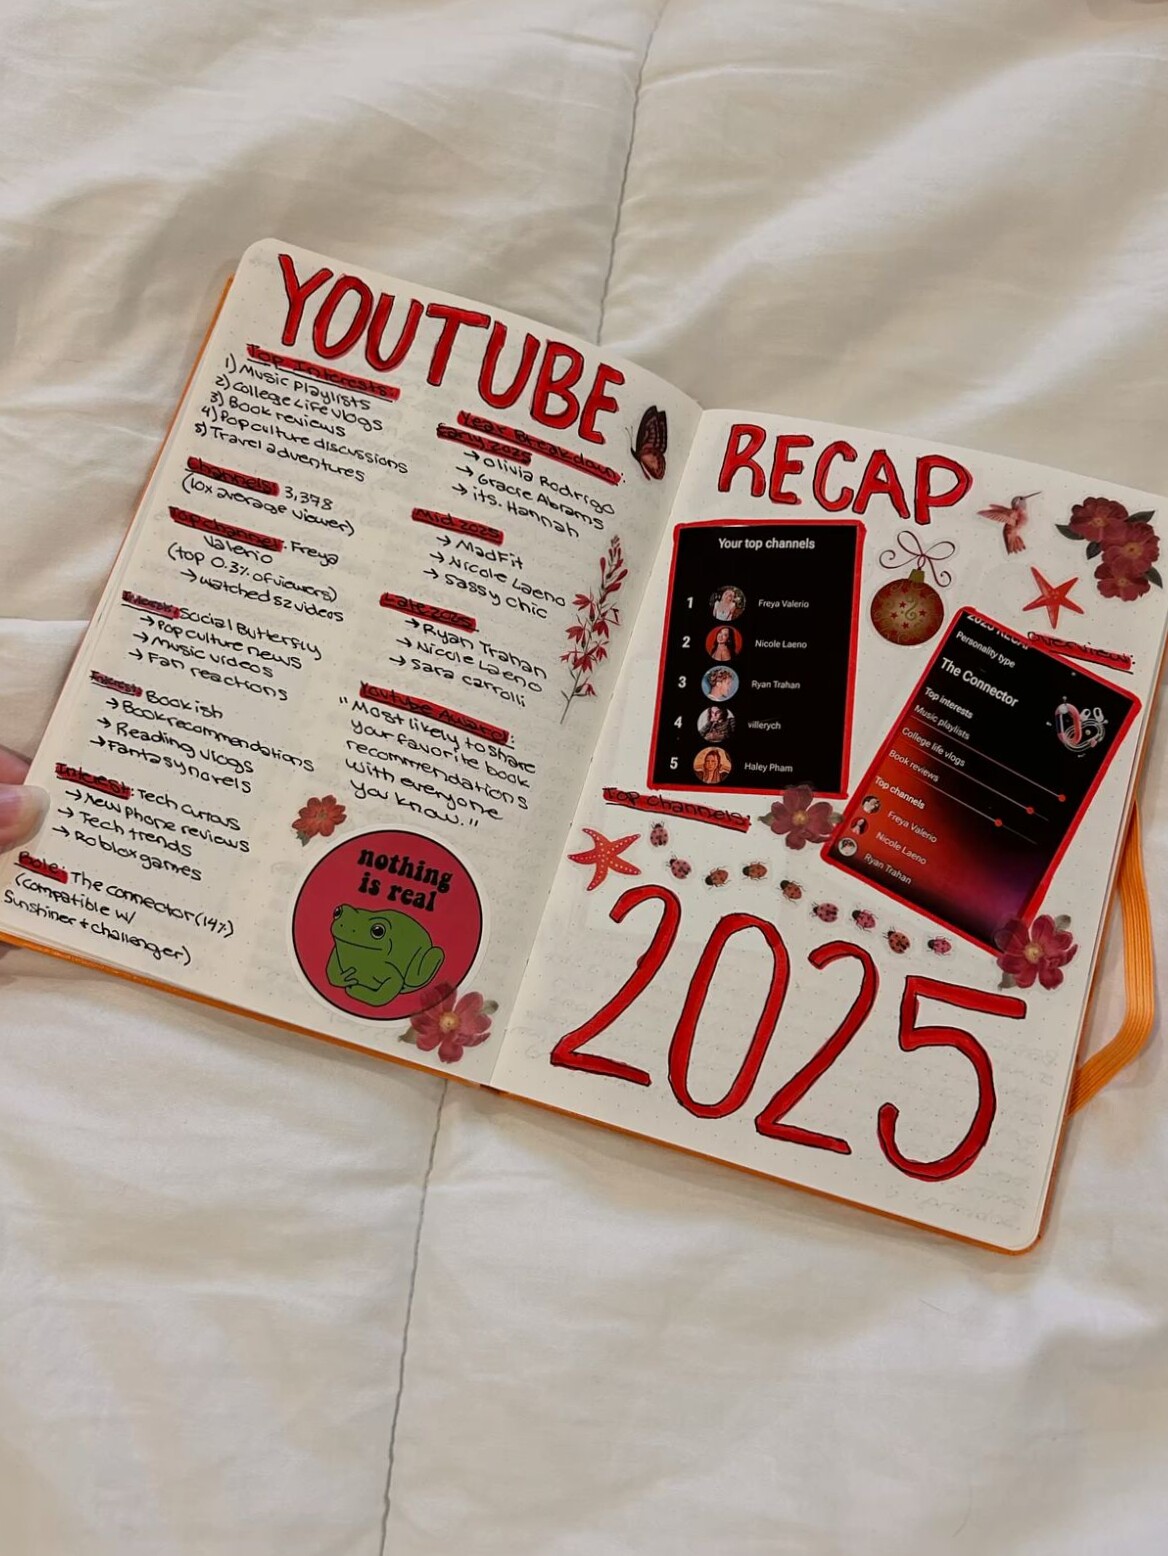 YOUTUBE
Top Interests:
1) Music Playlists
2) College Life Vlogs
3) Book reviews
4) Pop culture discussions
5) Travel adventures
Channels: 3,378
(10x average viewer)
Top channel: Freya
Valerio
(top 0.3% of viewers)
→ watched 52 videos
Interest: Social Butterfly
→ Pop culture news
→ Music videos
→ Fan reactions
Interest: Bookish
→ Book recommendations
→ Reading vlogs
→ Fantasy novels
Interest: Tech curious
→ New phone reviews
→ Tech trends
→ Roblox games
Role: The connector (14%)
(compatible w/
Sunshiner + challenger)
Year Breakdown:
Early 2025
→ Olivia Rodrigo
→ Gracie Abrams
→ its. Hannah
Mid 2025
→ MadFit
→ Nicole Laeno
→ sassy chic
Late 2025
→ Ryan Trahan
→ Nicole Laeno
→ sara carrolli
Youtube Award:
"Most likely to share
your favorite book
recommendations
with everyone
you know."
nothing
is real
RECAP
Your top channels
1 Freya Valerio
2 Nicole Laeno
3 Ryan Trahan
4 villerych
5 Haley Pham
Top channels:
overview:
2025 RECAP
Personality type
The Connector
Top interests
Music playlists
College life vlogs
Book reviews
Top channels
Freya Valerio
Nicole Laeno
Ryan Trahan
2025